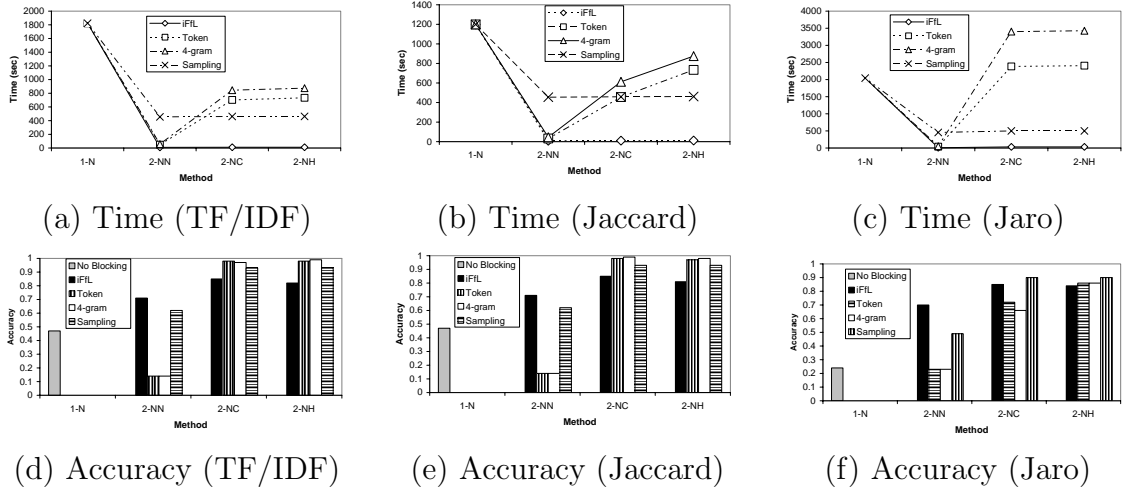 2000
1800
1600
1400
1200
1000
800
600
400
200
0
Time (sec)
iFfL
Token
4-gram
Sampling
1-N 2-NN 2-NC 2-NH
Method
(a) Time (TF/IDF)
1400
1200
1000
800
600
400
200
0
Time (sec)
iFfL
Token
4-gram
Sampling
1-N 2-NN 2-NC 2-NH
Method
(b) Time (Jaccard)
4000
3500
3000
2500
2000
1500
1000
500
0
Time (sec)
iFfL
Token
4-gram
Sampling
1-N 2-NN 2-NC 2-NH
Method
(c) Time (Jaro)
1
0.9
0.8
0.7
0.6
0.5
0.4
0.3
0.2
0.1
0
Accuracy
No Blocking
iFfL
Token
4-gram
Sampling
1-N 2-NN 2-NC 2-NH
Method
(d) Accuracy (TF/IDF)
1
0.9
0.8
0.7
0.6
0.5
0.4
0.3
0.2
0.1
0
Accuracy
No Blocking
iFfL
Token
4-gram
Sampling
1-N 2-NN 2-NC 2-NH
Method
(e) Accuracy (Jaccard)
1
0.9
0.8
0.7
0.6
0.5
0.4
0.3
0.2
0.1
0
Accuracy
No Blocking
iFfL
Token
4-gram
Sampling
1-N 2-NN 2-NC 2-NH
Method
(f) Accuracy (Jaro)